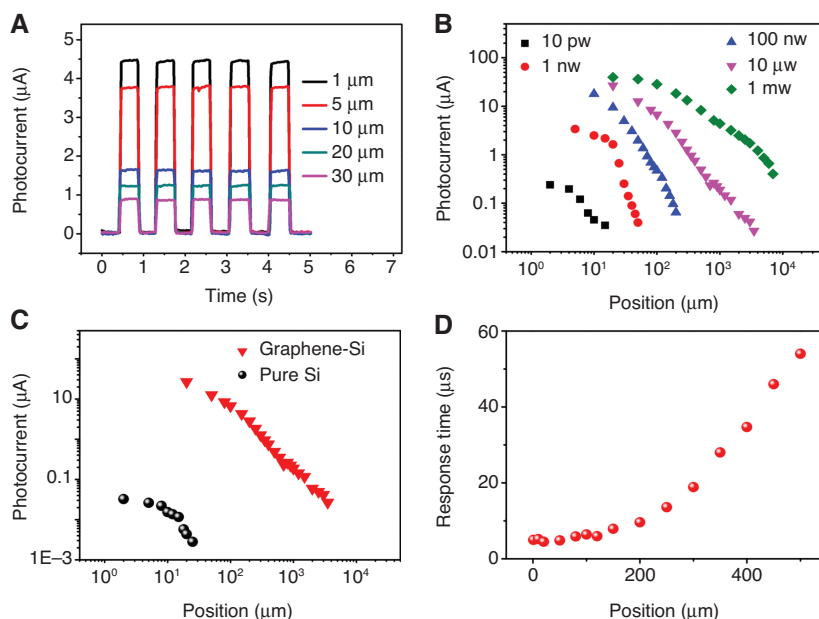 A
5
4
3
2
1
0
Photocurrent (μA)
1 μm
5 μm
10 μm
20 μm
30 μm
0 1 2 3 4 5 6 7
Time (s)
B
100
10
1
0.1
0.01
Photocurrent (μA)
10 pw
1 nw
100 nw
10 μw
1 mw
10⁰ 10¹ 10² 10³ 10⁴
Position (μm)
C
10
0.1
1E–3
Photocurrent (μA)
Graphene-Si
Pure Si
10⁰ 10¹ 10² 10³ 10⁴
Position (μm)
D
60
40
20
0
Response time (μs)
0 200 400
Position (μm)